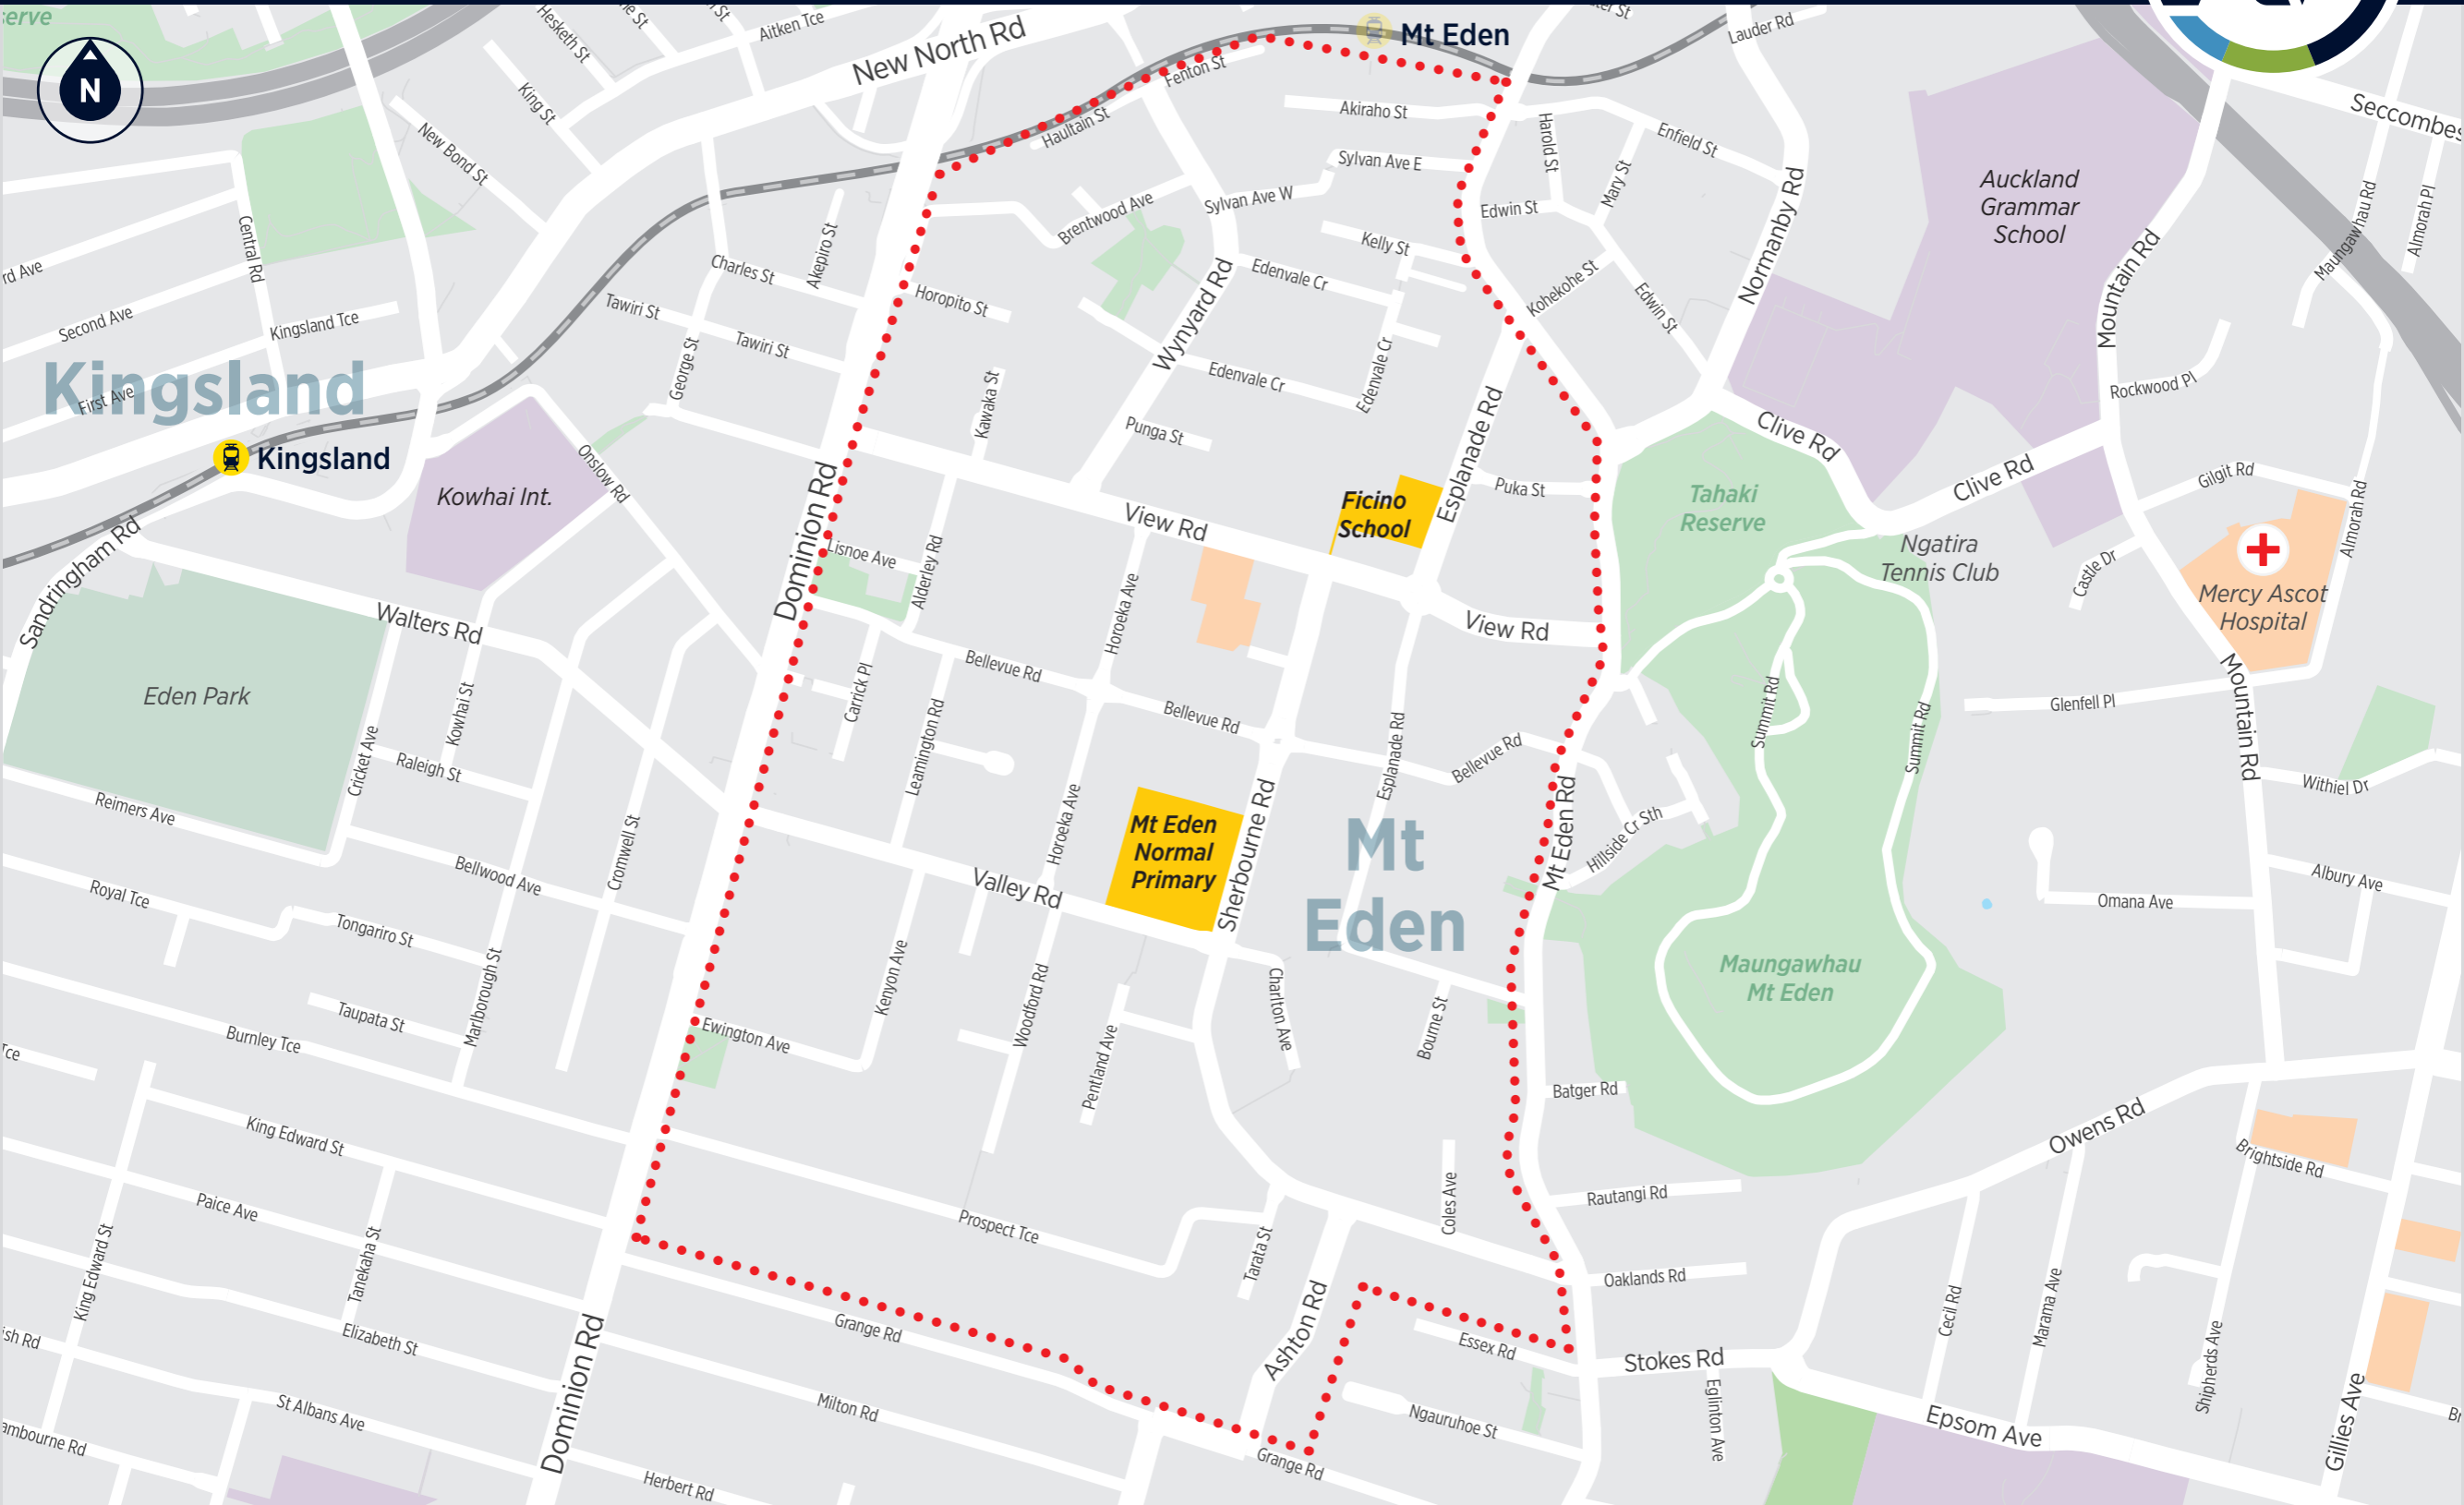 erve
Hesketh St
Aitken Tce
New North Rd
Mt Eden
Lauder Rd
N
King St
New Bond St
Fenton St
Haultain St
Akiraho St
Harold St
Enfield St
Seccombes
Sylvan Ave E
Mary St
Auckland
Grammar
School
Maungawhau Rd
Almorah Pl
Central Rd
Akepiro St
Brentwood Ave
Sylvan Ave W
Edwin St
Normanby Rd
Mountain Rd
rd Ave
Charles St
Kelly St
Edenvale Cr
Kohekohe St
Edwin St
Second Ave
Kingsland Tce
Tawiri St
Tawiri St
Horopito St
Wynyard Rd
Kingsland
First Ave
George St
Kawaka St
Edenvale Cr
Edenvale Cr
Rockwood Pl
Kingsland
Kowhai Int.
Onslow Rd
Punga St
Esplanade Rd
Clive Rd
Clive Rd
Gilgit Rd
Almorah Rd
Dominion Rd
View Rd
Ficino
School
Puka St
Tahaki
Reserve
Sandringham Rd
Lisnoe Ave
Alderley Rd
Horoeka Ave
Ngatira
Tennis Club
Castle Dr
Mercy Ascot
Hospital
Walters Rd
View Rd
Eden Park
Kowhai St
Carrick Pl
Bellevue Rd
Bellevue Rd
Summit Rd
Summit Rd
Glenfell Pl
Mountain Rd
Cricket Ave
Raleigh St
Leamington Rd
Esplanade Rd
Bellevue Rd
Withiel Dr
Reimers Ave
Cromwell St
Horoeka Ave
Mt Eden
Normal
Primary
Sherbourne Rd
Mt
Eden
Mt Eden Rd
Hillside Cr Sth
Royal Tce
Bellwood Ave
Valley Rd
Albury Ave
Omana Ave
Tongariro St
Marlborough St
Kenyon Ave
Woodford Rd
Charlton Ave
Maungawhau
Mt Eden
Taupata St
Burnley Tce
Ewington Ave
Pentland Ave
Bourne St
Tce
Batger Rd
King Edward St
Owens Rd
Brightside Rd
Paice Ave
Prospect Tce
Coles Ave
Rautangi Rd
King Edward St
Tanekaha St
Tarata St
Oaklands Rd
Cecil Rd
Marama Ave
ish Rd
Elizabeth St
Grange Rd
Ashton Rd
Essex Rd
Stokes Rd
Shipherds Ave
Dominion Rd
St Albans Ave
Milton Rd
Ngauruhoe St
Eglinton Ave
Epsom Ave
Gillies Ave
Br
ambourne Rd
Herbert Rd
Grange Rd